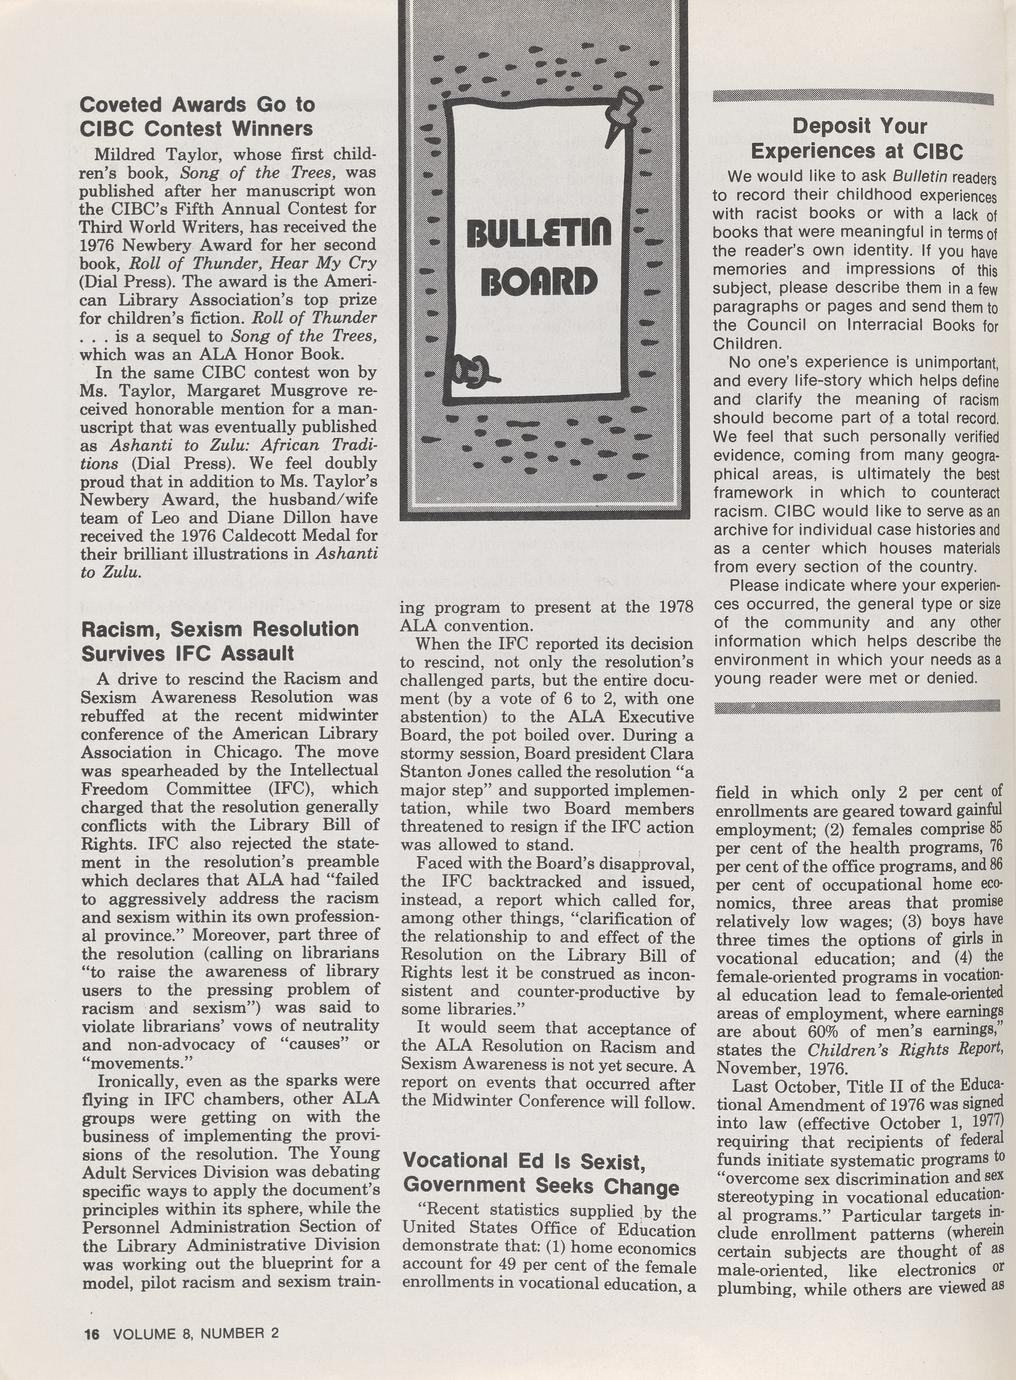 Coveted Awards Go to
CIBC Contest Winners
Mildred Taylor, whose first child-
ren's book, Song of the Trees, was
published after her manuscript won
the CIBC's Fifth Annual Contest for
Third World Writers, has received the
1976 Newbery Award for her second
book, Roll of Thunder, Hear My Cry
(Dial Press). The award is the Ameri-
can Library Association's top prize
for children's fiction. Roll of Thunder
. . . is a sequel to Song of the Trees,
which was an ALA Honor Book.
In the same CIBC contest won by
Ms. Taylor, Margaret Musgrove re-
ceived honorable mention for a man-
uscript that was eventually published
as Ashanti to Zulu: African Tradi-
tions (Dial Press). We feel doubly
proud that in addition to Ms. Taylor's
Newbery Award, the husband/wife
team of Leo and Diane Dillon have
received the 1976 Caldecott Medal for
their brilliant illustrations in Ashanti
to Zulu.
Racism, Sexism Resolution
Survives IFC Assault
A drive to rescind the Racism and
Sexism Awareness Resolution was
rebuffed at the recent midwinter
conference of the American Library
Association in Chicago. The move
was spearheaded by the Intellectual
Freedom Committee (IFC), which
charged that the resolution generally
conflicts with the Library Bill of
Rights. IFC also rejected the state-
ment in the resolution's preamble
which declares that ALA had "failed
to aggressively address the racism
and sexism within its own profession-
al province." Moreover, part three of
the resolution (calling on librarians
"to raise the awareness of library
users to the pressing problem of
racism and sexism") was said to
violate librarians' vows of neutrality
and non-advocacy of "causes" or
"movements."
Ironically, even as the sparks were
flying in IFC chambers, other ALA
groups were getting on with the
business of implementing the provi-
sions of the resolution. The Young
Adult Services Division was debating
specific ways to apply the document's
principles within its sphere, while the
Personnel Administration Section of
the Library Administrative Division
was working out the blueprint for a
model, pilot racism and sexism train-
BULLETIN
BOARD
ing program to present at the 1978
ALA convention.
When the IFC reported its decision
to rescind, not only the resolution's
challenged parts, but the entire docu-
ment (by a vote of 6 to 2, with one
abstention) to the ALA Executive
Board, the pot boiled over. During a
stormy session, Board president Clara
Stanton Jones called the resolution "a
major step" and supported implemen-
tation, while two Board members
threatened to resign if the IFC action
was allowed to stand.
Faced with the Board's disapproval,
the IFC backtracked and issued,
instead, a report which called for,
among other things, "clarification of
the relationship to and effect of the
Resolution on the Library Bill of
Rights lest it be construed as incon-
sistent and counter-productive by
some libraries."
It would seem that acceptance of
the ALA Resolution on Racism and
Sexism Awareness is not yet secure. A
report on events that occurred after
the Midwinter Conference will follow.
Vocational Ed Is Sexist,
Government Seeks Change
"Recent statistics supplied by the
United States Office of Education
demonstrate that: (1) home economics
account for 49 per cent of the female
enrollments in vocational education, a
Deposit Your
Experiences at CIBC
We would like to ask Bulletin readers
to record their childhood experiences
with racist books or with a lack of
books that were meaningful in terms of
the reader's own identity. If you have
memories and impressions of this
subject, please describe them in a few
paragraphs or pages and send them to
the Council on Interracial Books for
Children.
No one's experience is unimportant,
and every life-story which helps define
and clarify the meaning of racism
should become part of a total record.
We feel that such personally verified
evidence, coming from many geogra-
phical areas, is ultimately the best
framework in which to counteract
racism. CIBC would like to serve as an
archive for individual case histories and
as a center which houses materials
from every section of the country.
Please indicate where your experien-
ces occurred, the general type or size
of the community and any other
information which helps describe the
environment in which your needs as a
young reader were met or denied.
field in which only 2 per cent of
enrollments are geared toward gainful
employment; (2) females comprise 85
per cent of the health programs, 76
per cent of the office programs, and 86
per cent of occupational home eco-
nomics, three areas that promise
relatively low wages; (3) boys have
three times the options of girls in
vocational education; and (4) the
female-oriented programs in vocation-
al education lead to female-oriented
areas of employment, where earnings
are about 60% of men's earnings,"
states the Children's Rights Report,
November, 1976.
Last October, Title II of the Educa-
tional Amendment of 1976 was signed
into law (effective October 1, 1977)
requiring that recipients of federal
funds initiate systematic programs to
"overcome sex discrimination and sex
stereotyping in vocational education-
al programs." Particular targets in-
clude enrollment patterns (wherein
certain subjects are thought of as
male-oriented, like electronics or
plumbing, while others are viewed as
16 VOLUME 8, NUMBER 2